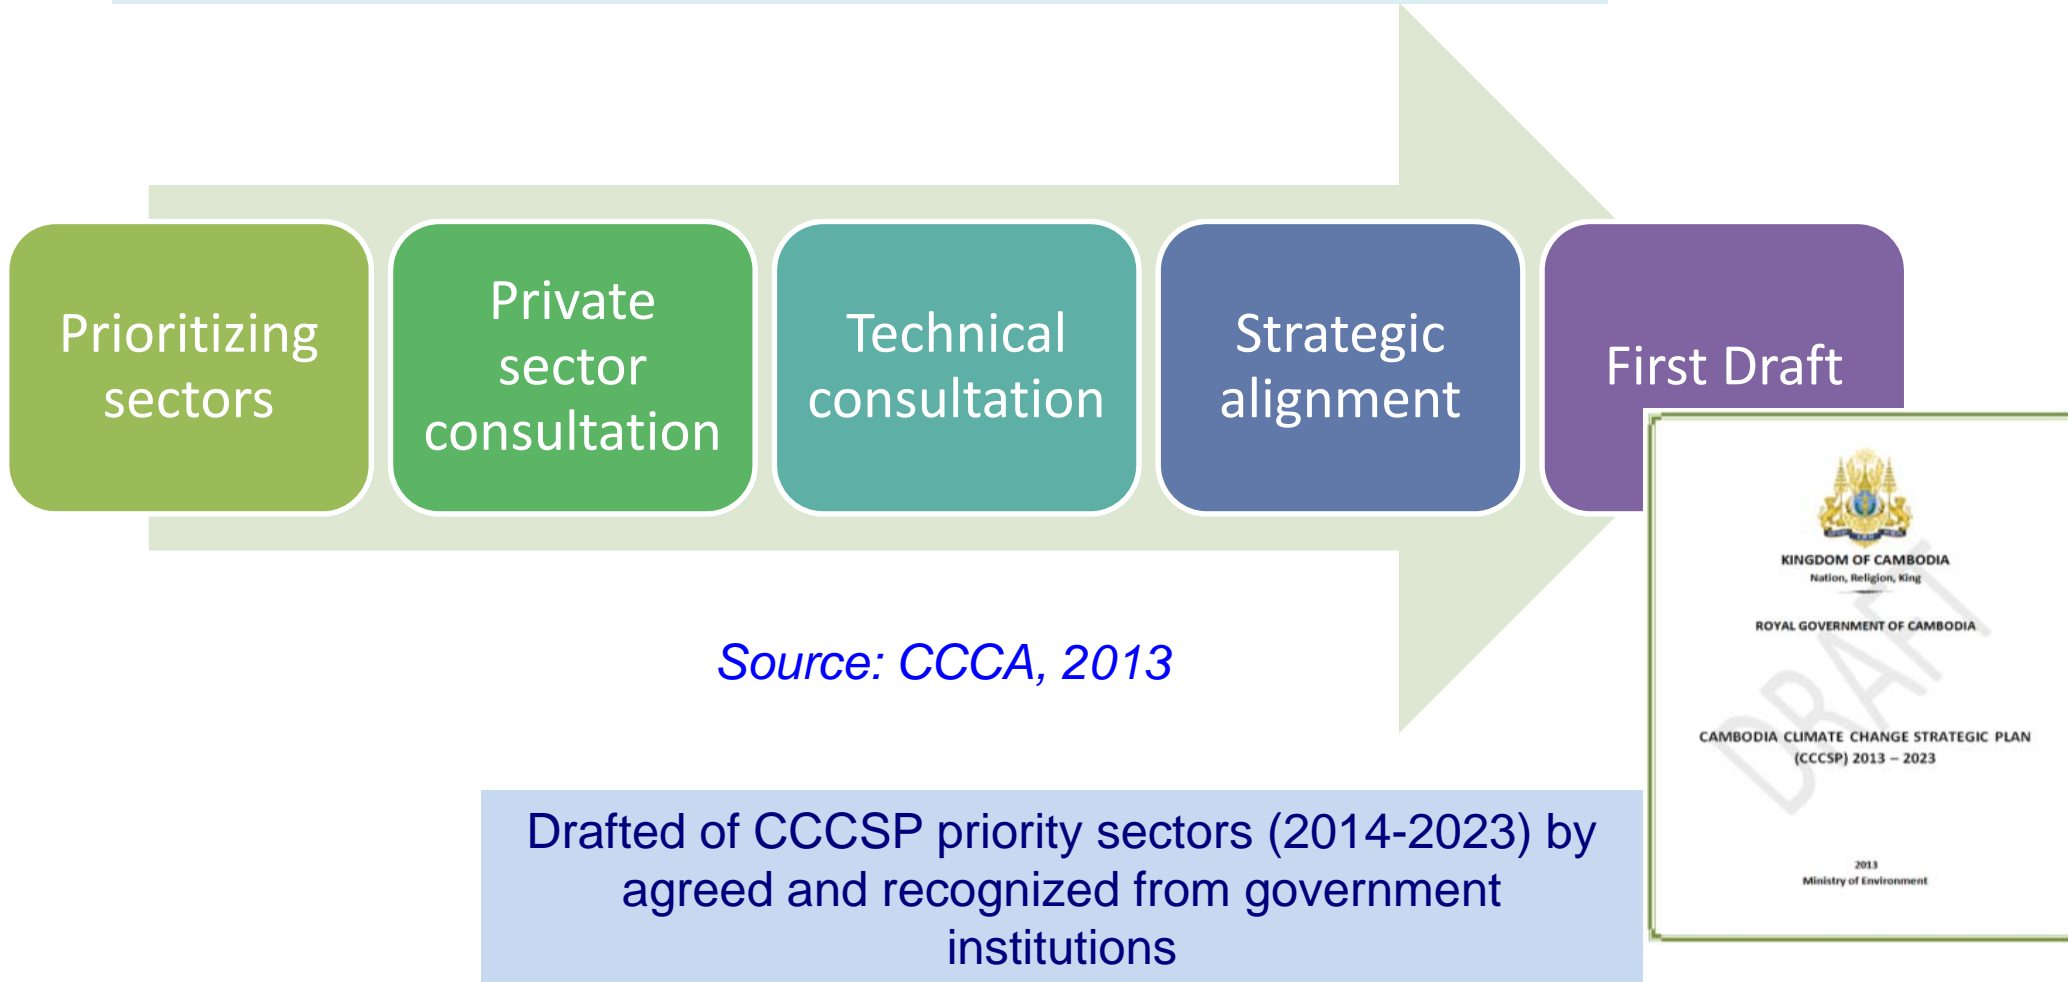 Prioritizing
sectors
Private
sector
consultation
Technical
consultation
Strategic
alignment
First Draft
KINGDOM OF CAMBODIA
Nation, Religion, King
ROYAL GOVERNMENT OF CAMBODIA
DRAFT
CAMBODIA CLIMATE CHANGE STRATEGIC PLAN
(CCCSP) 2013 – 2023
2013
Ministry of Environment
Source: CCCA, 2013
Drafted of CCCSP priority sectors (2014-2023) by
agreed and recognized from government
institutions